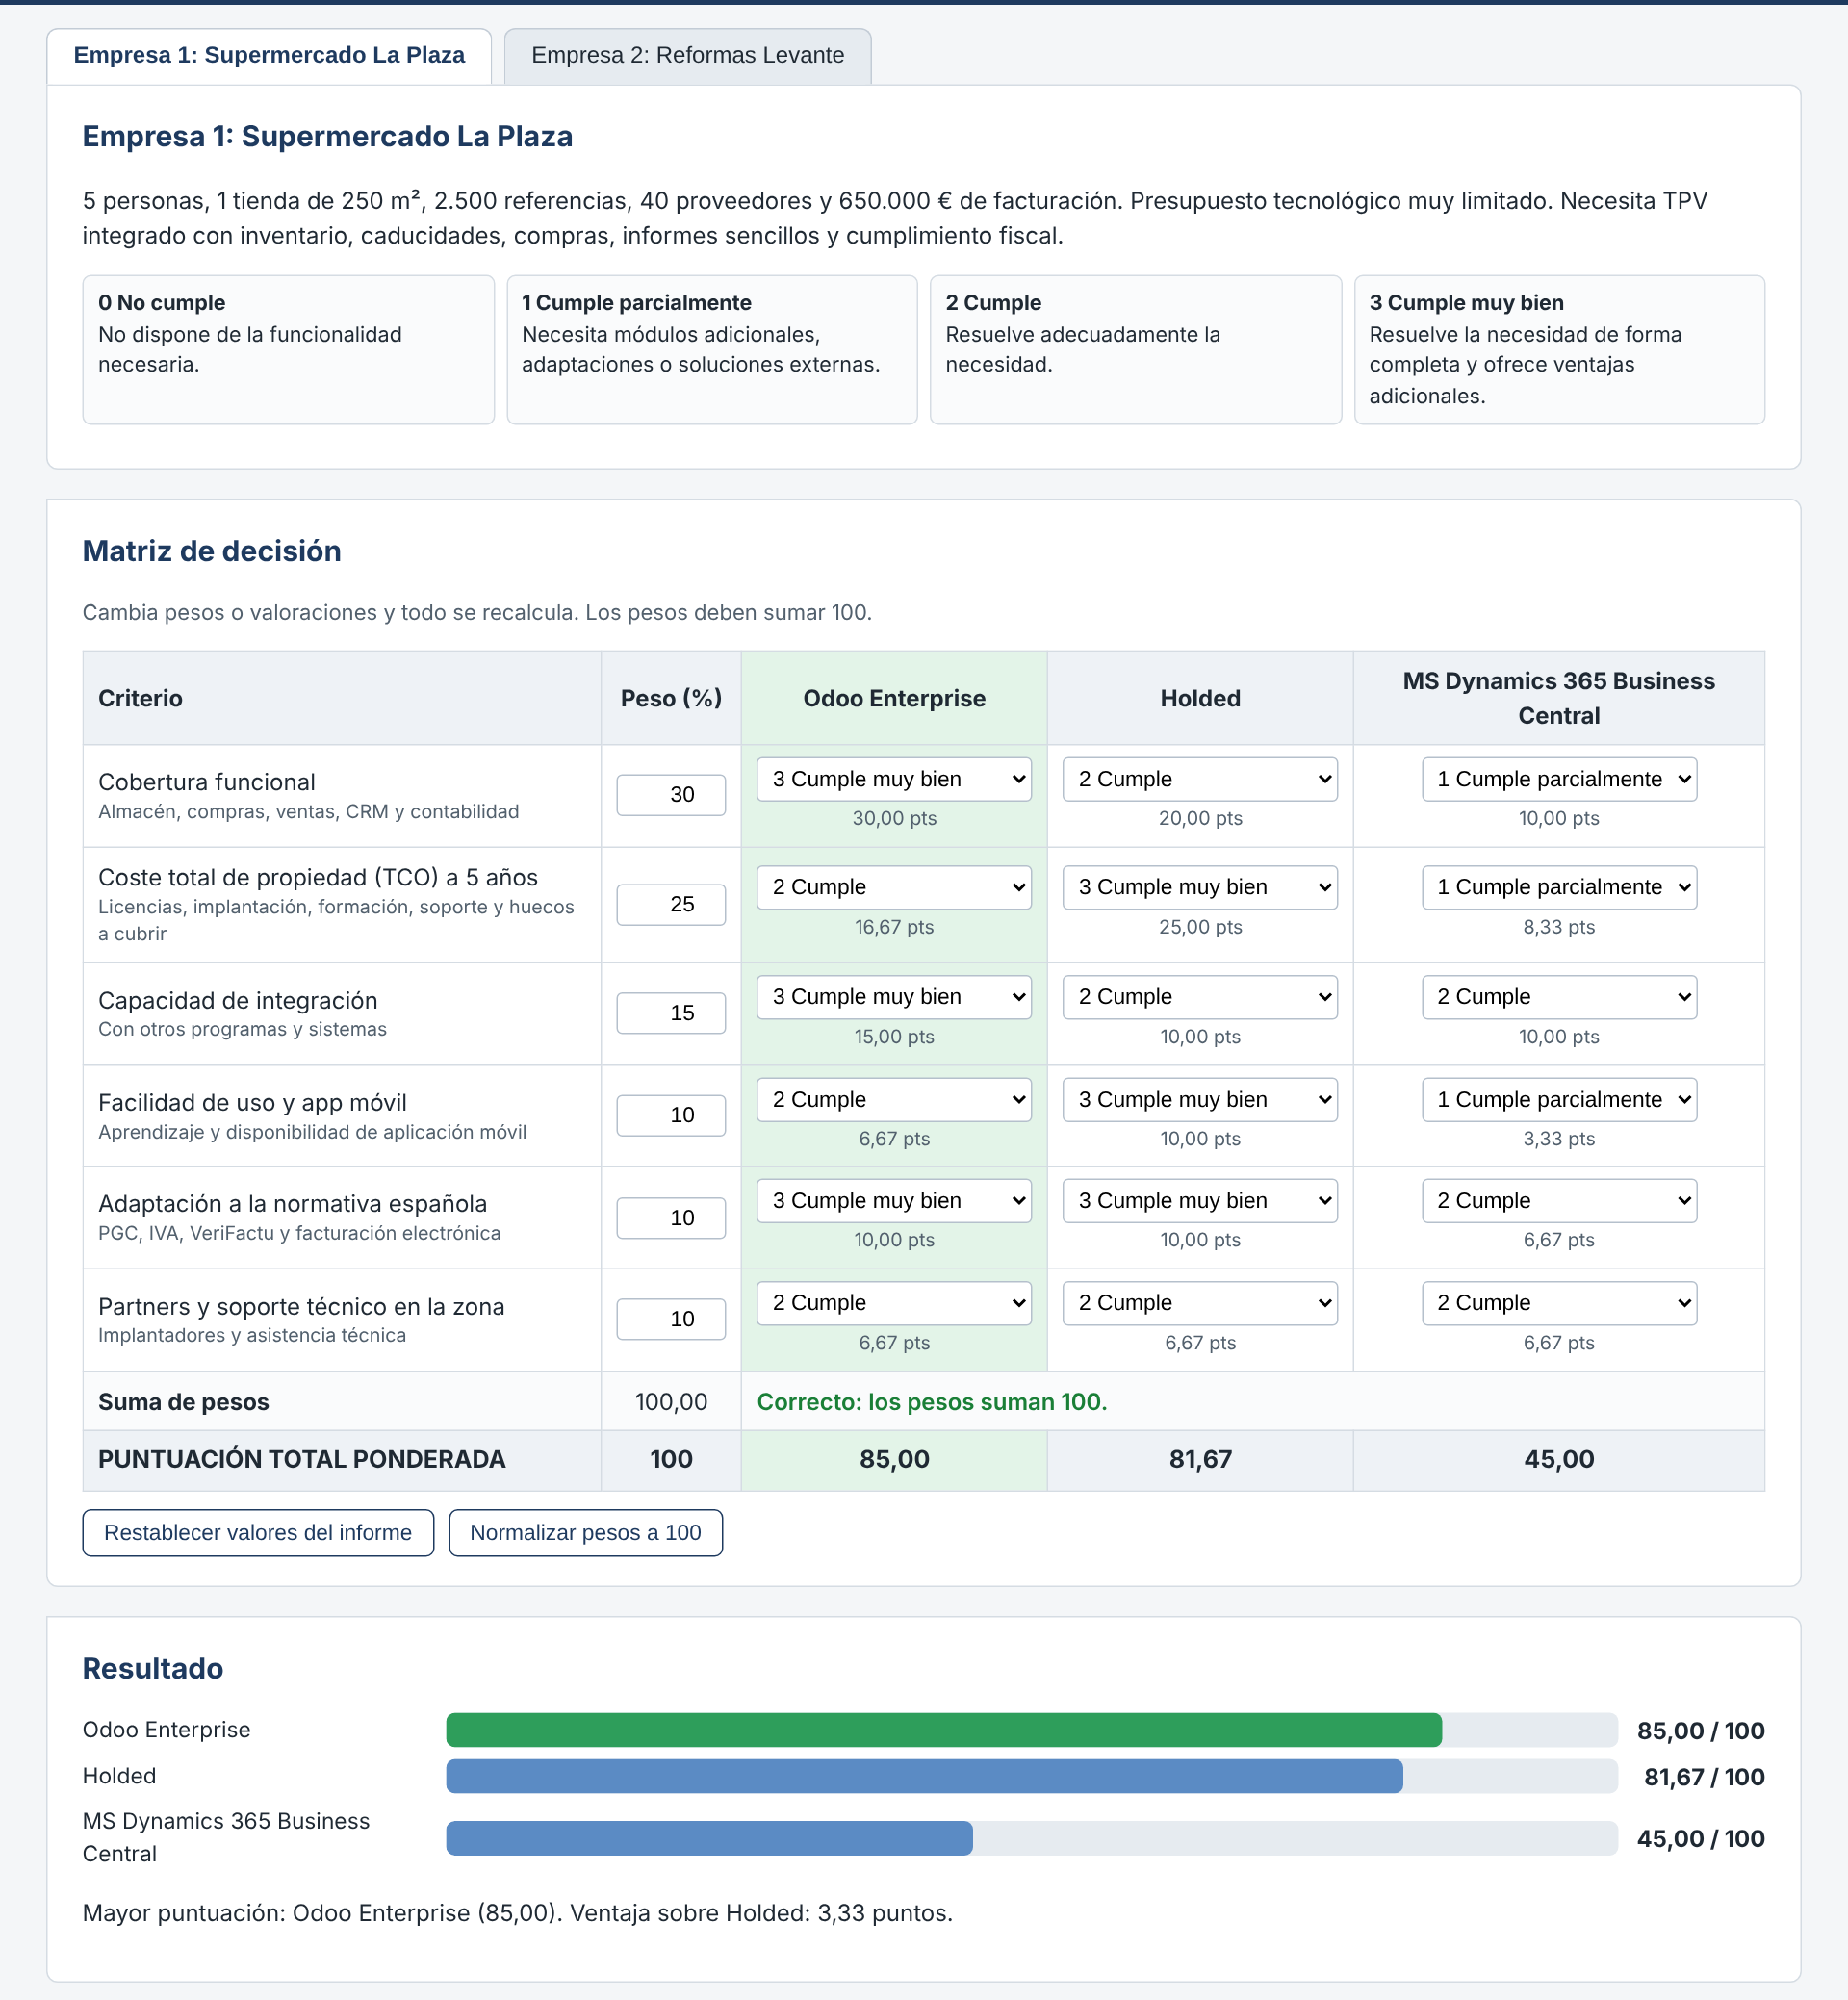 Empresa 1: Supermercado La Plaza
Empresa 2: Reformas Levante
Empresa 1: Supermercado La Plaza
5 personas, 1 tienda de 250 m², 2.500 referencias, 40 proveedores y 650.000 € de facturación. Presupuesto tecnológico muy limitado. Necesita TPV
integrado con inventario, caducidades, compras, informes sencillos y cumplimiento fiscal.
0 No cumple
No dispone de la funcionalidad
necesaria.
1 Cumple parcialmente
Necesita módulos adicionales,
adaptaciones o soluciones externas.
2 Cumple
Resuelve adecuadamente la
necesidad.
3 Cumple muy bien
Resuelve la necesidad de forma
completa y ofrece ventajas
adicionales.
Matriz de decisión
Cambia pesos o valoraciones y todo se recalcula. Los pesos deben sumar 100.
Criterio
Peso (%)
Odoo Enterprise
Holded
MS Dynamics 365 Business
Central
Cobertura funcional
Almacén, compras, ventas, CRM y contabilidad
30
3 Cumple muy bien
30,00 pts
2 Cumple
20,00 pts
1 Cumple parcialmente
10,00 pts
Coste total de propiedad (TCO) a 5 años
Licencias, implantación, formación, soporte y huecos
a cubrir
25
2 Cumple
16,67 pts
3 Cumple muy bien
25,00 pts
1 Cumple parcialmente
8,33 pts
Capacidad de integración
Con otros programas y sistemas
15
3 Cumple muy bien
15,00 pts
2 Cumple
10,00 pts
2 Cumple
10,00 pts
Facilidad de uso y app móvil
Aprendizaje y disponibilidad de aplicación móvil
10
2 Cumple
6,67 pts
3 Cumple muy bien
10,00 pts
1 Cumple parcialmente
3,33 pts
Adaptación a la normativa española
PGC, IVA, VeriFactu y facturación electrónica
10
3 Cumple muy bien
10,00 pts
3 Cumple muy bien
10,00 pts
2 Cumple
6,67 pts
Partners y soporte técnico en la zona
Implantadores y asistencia técnica
10
2 Cumple
6,67 pts
2 Cumple
6,67 pts
2 Cumple
6,67 pts
Suma de pesos
100,00
Correcto: los pesos suman 100.
PUNTUACIÓN TOTAL PONDERADA
100
85,00
81,67
45,00
Restablecer valores del informe
Normalizar pesos a 100
Resultado
Odoo Enterprise
85,00 / 100
Holded
81,67 / 100
MS Dynamics 365 Business
Central
45,00 / 100
Mayor puntuación: Odoo Enterprise (85,00). Ventaja sobre Holded: 3,33 puntos.